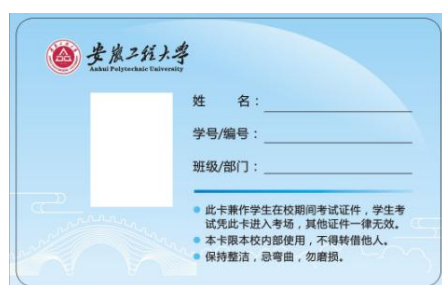 安徽工程大学
Anhui Polytechnic University
姓 名：
学号/编号：
班级/部门：
此卡兼作学生在校期间考试证件，学生考
试凭此卡进入考场，其他证件一律无效。
本卡限本校内部使用，不得转借他人。
保持整洁，忌弯曲，勿磨损。